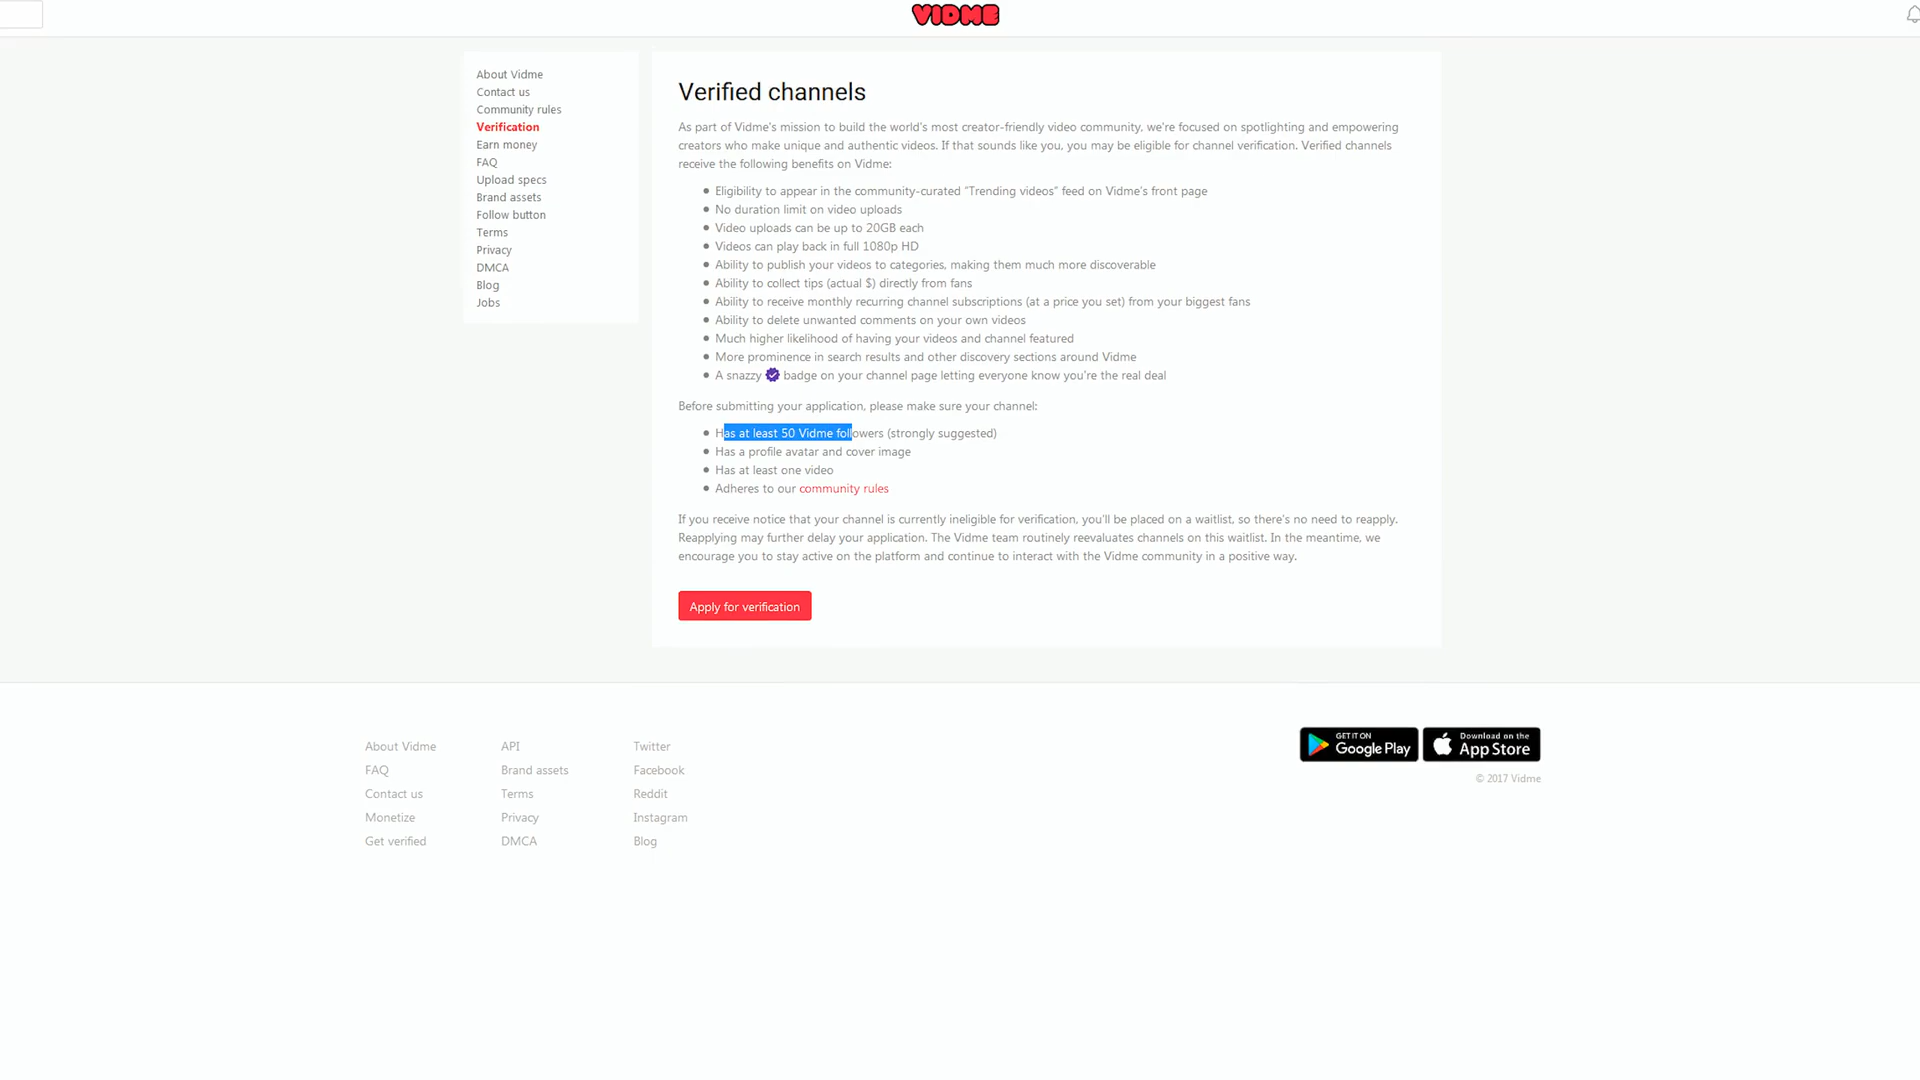 VIDME
About Vidme
Contact us
Community rules
Verification
Earn money
FAQ
Upload specs
Brand assets
Follow button
Terms
Privacy
DMCA
Blog
Jobs
Verified channels
As part of Vidme's mission to build the world's most creator-friendly video community, we're focused on spotlighting and empowering
creators who make unique and authentic videos. If that sounds like you, you may be eligible for channel verification. Verified channels
receive the following benefits on Vidme:
Eligibility to appear in the community-curated "Trending videos" feed on Vidme's front page
No duration limit on video uploads
Video uploads can be up to 20GB each
Videos can play back in full 1080p HD
Ability to publish your videos to categories, making them much more discoverable
Ability to collect tips (actual $) directly from fans
Ability to receive monthly recurring channel subscriptions (at a price you set) from your biggest fans
Ability to delete unwanted comments on your own videos
Much higher likelihood of having your videos and channel featured
More prominence in search results and other discovery sections around Vidme
A snazzy badge on your channel page letting everyone know you're the real deal
Before submitting your application, please make sure your channel:
Has at least 50 Vidme followers (strongly suggested)
Has a profile avatar and cover image
Has at least one video
Adheres to our community rules
If you receive notice that your channel is currently ineligible for verification, you'll be placed on a waitlist, so there's no need to reapply.
Reapplying may further delay your application. The Vidme team routinely reevaluates channels on this waitlist. In the meantime, we
encourage you to stay active on the platform and continue to interact with the Vidme community in a positive way.
Apply for verification
About Vidme
FAQ
Contact us
Monetize
Get verified
API
Brand assets
Terms
Privacy
DMCA
Twitter
Facebook
Reddit
Instagram
Blog
GET IT ON
Google Play
Download on the
App Store
© 2017 Vidme